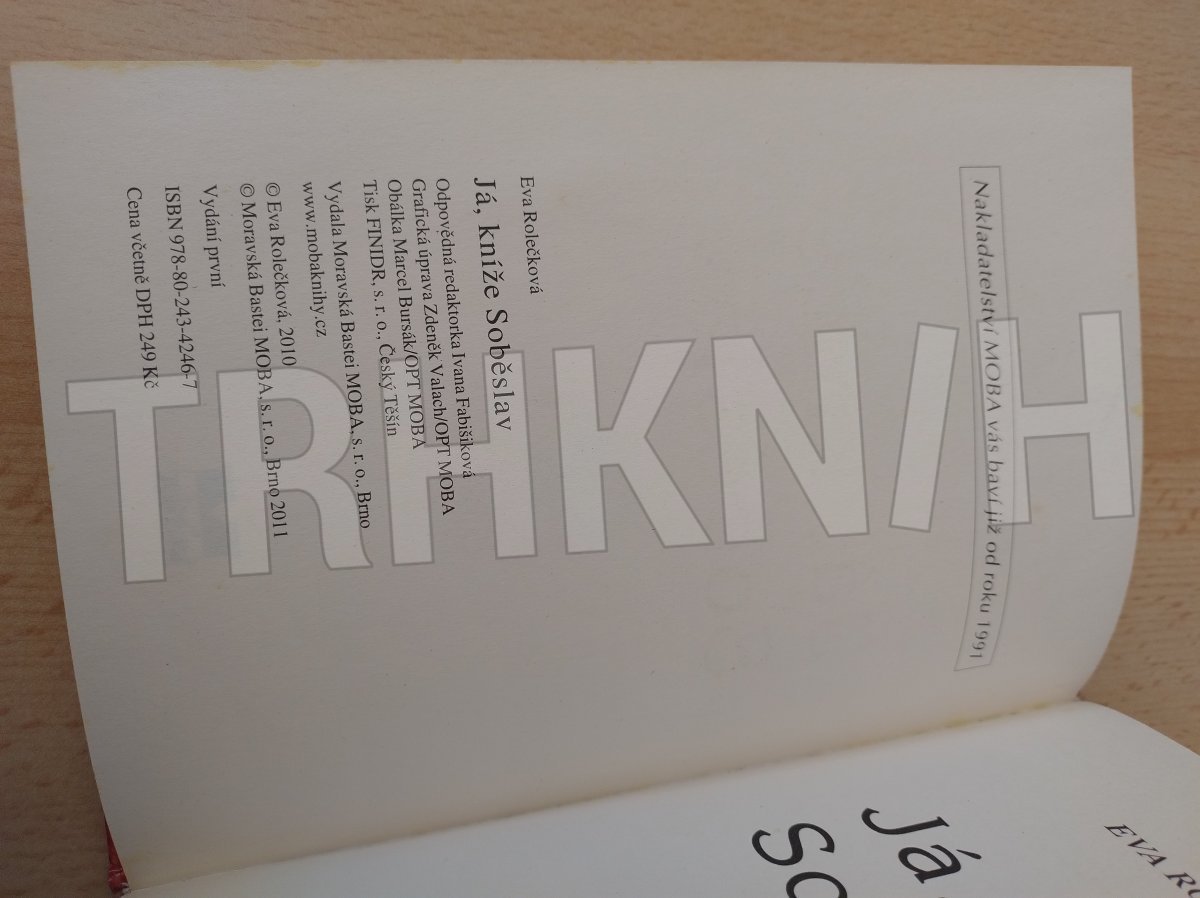 Nakladatelství MOBA vás baví již od roku 1991
Eva Rolečková
Já, kníže Soběslav
Odpovědná redaktorka Ivana Fabišiková
Grafická úprava Zdeněk Valach/OPT MOBA
Obálka Marcel Bursák/OPT MOBA
Tisk FINIDR, s. r. o., Český Těšín
Vydala Moravská Bastei MOBA, s. r. o., Brno
www.mobaknihy.cz
© Eva Rolečková, 2010
© Moravská Bastei MOBA, s. r. o., Brno 2011
Vydání první
ISBN 978-80-243-4246-7
Cena včetně DPH 249 Kč
TRHKNIH
EVA
Já